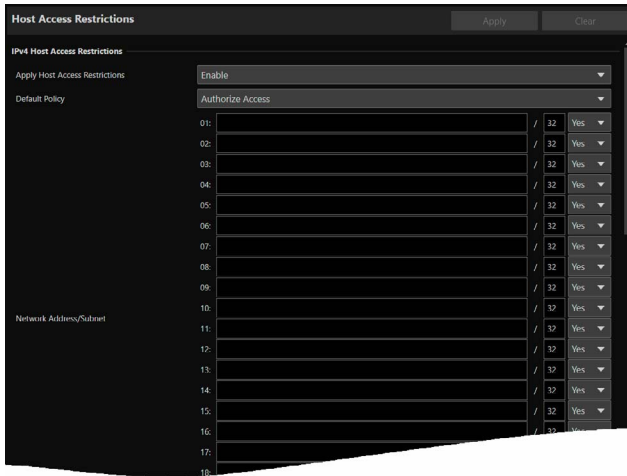 Host Access Restrictions Apply Clear
IPv4 Host Access Restrictions
Apply Host Access Restrictions Enable
Default Policy Authorize Access
01: / 32 Yes
02: / 32 Yes
03: / 32 Yes
04: / 32 Yes
05: / 32 Yes
06: / 32 Yes
07: / 32 Yes
08: / 32 Yes
09: / 32 Yes
10: / 32 Yes
Network Address/Subnet
11: / 32 Yes
12: / 32 Yes
13: / 32 Yes
14: / 32 Yes
15: / 32 Yes
16: / 32
17:
18: